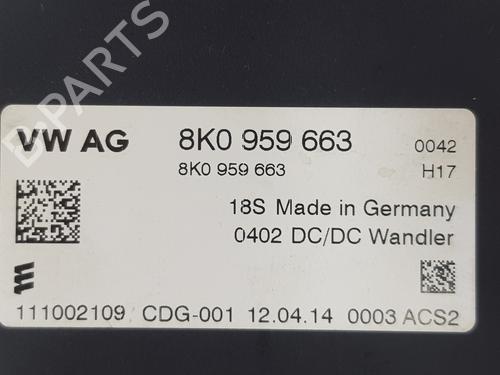 B-PARTS
VW AG 8K0 959 663 0042
8K0 959 663 H17
18S Made in Germany
0402 DC/DC Wandler
111002109 CDG-001 12.04.14 0003 ACS2